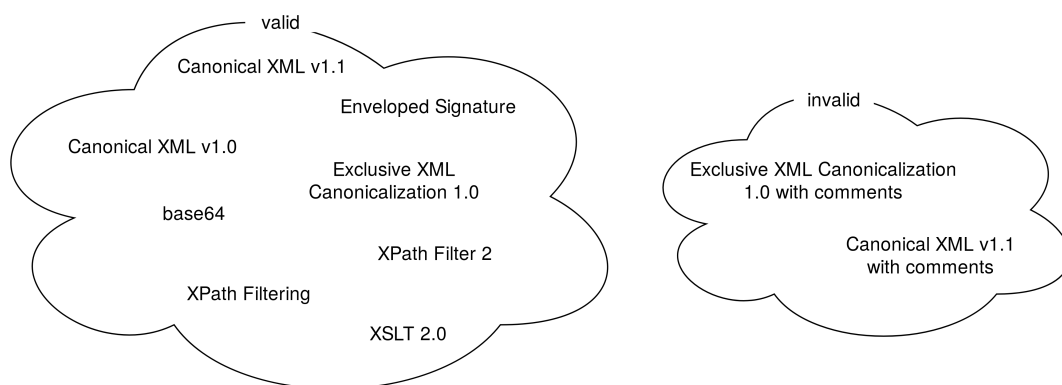 valid
Canonical XML v1.1
Enveloped Signature
Canonical XML v1.0
Exclusive XML
Canonicalization 1.0
base64
XPath Filter 2
XPath Filtering
XSLT 2.0
invalid
Exclusive XML Canonicalization
1.0 with comments
Canonical XML v1.1
with comments